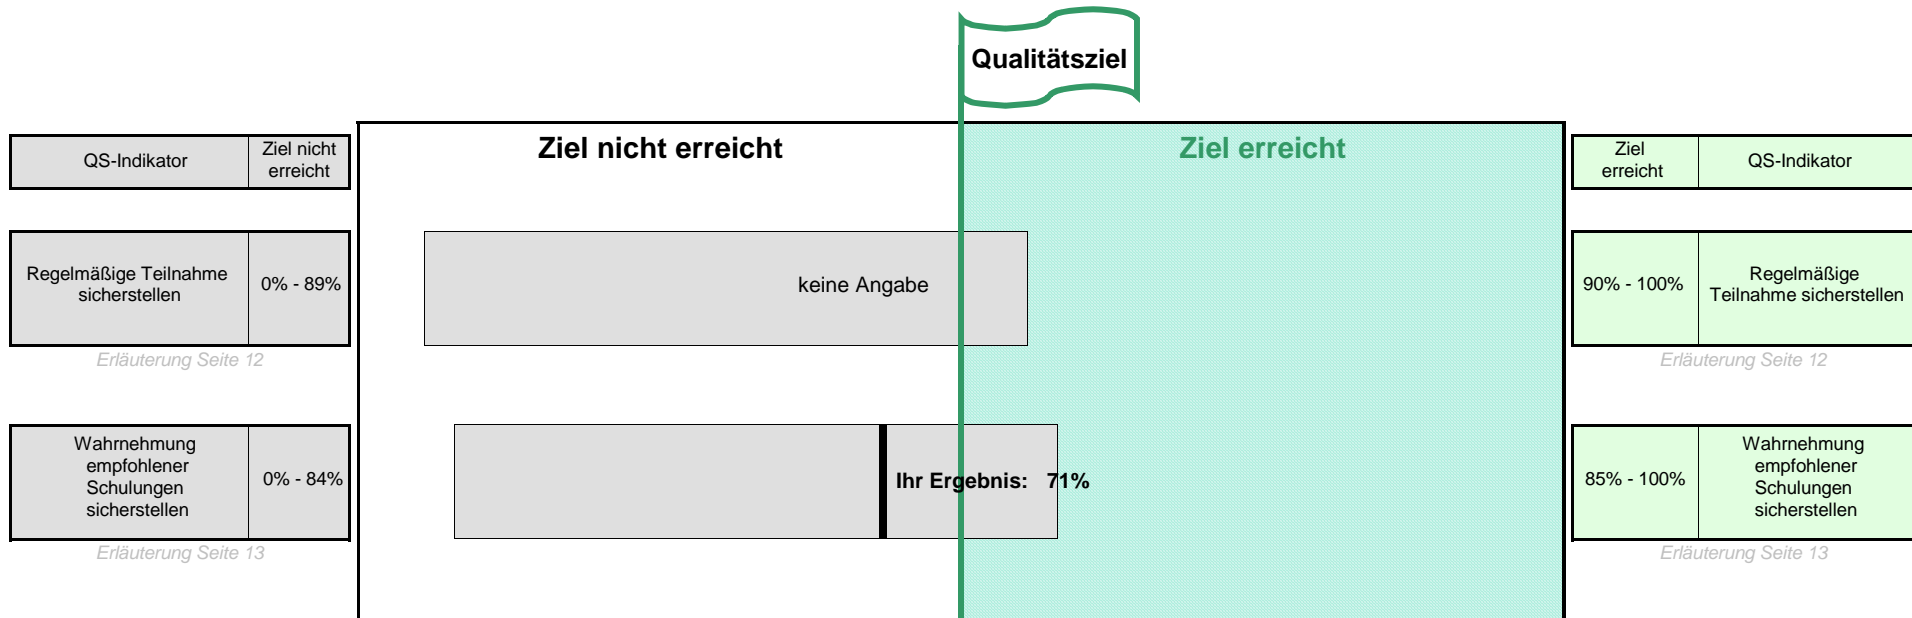 Qualitätsziel
QS-Indikator
Ziel nicht
erreicht
Ziel nicht erreicht
Ziel erreicht
Ziel
erreicht
QS-Indikator
Regelmäßige Teilnahme
sicherstellen
0% - 89%
keine Angabe
90% - 100%
Regelmäßige
Teilnahme sicherstellen
Erläuterung Seite 12
Erläuterung Seite 12
Wahrnehmung
empfohlener
Schulungen
sicherstellen
0% - 84%
Ihr Ergebnis: 71%
85% - 100%
Wahrnehmung
empfohlener
Schulungen
sicherstellen
Erläuterung Seite 13
Erläuterung Seite 13